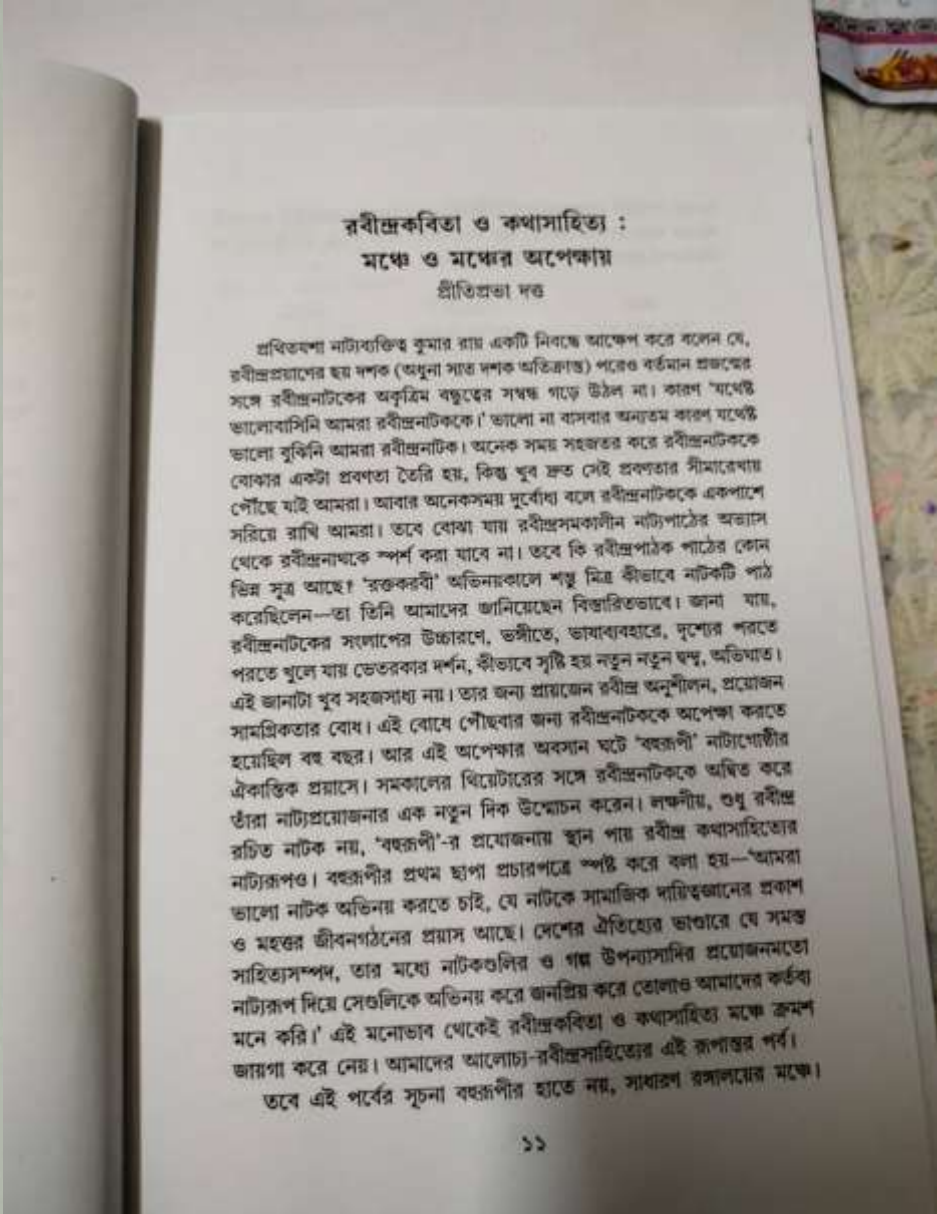 রবীন্দ্রকবিতা ও কথাসাহিত্য :
মঞ্চে ও মঞ্চের অপেক্ষায়
প্রীতিপ্রভা দত্ত
প্রথিতযশা নাট্যব্যক্তিত্ব কুমার রায় একটি নিবন্ধে আক্ষেপ করে বলেন যে,
রবীন্দ্রপ্রয়াণের ছয় দশক (অধুনা সাত দশক অতিক্রান্ত) পরেও বর্তমান প্রজন্মের
সঙ্গে রবীন্দ্রনাটকের অকৃত্রিম বন্ধুত্বের সম্বন্ধ গড়ে উঠল না। কারণ ‘যথেষ্ট
ভালোবাসিনি আমরা রবীন্দ্রনাটককে।’ ভালো না বাসবার অন্যতম কারণ যথেষ্ট
ভালো বুঝিনি আমরা রবীন্দ্রনাটক। অনেক সময় সহজতর করে রবীন্দ্রনাটককে
বোঝার একটা প্রবণতা তৈরি হয়, কিন্তু খুব দ্রুত সেই প্রবণতার সীমারেখায়
পৌঁছে যাই আমরা। আবার অনেকসময় দুর্বোধ্য বলে রবীন্দ্রনাটককে একপাশে
সরিয়ে রাখি আমরা। তবে বোঝা যায় রবীন্দ্রসমকালীন নাট্যপাঠের অভ্যাস
থেকে রবীন্দ্রনাথকে স্পর্শ করা যাবে না। তবে কি রবীন্দ্রপাঠক পাঠের কোন
ভিন্ন সূত্র আছে? ‘রক্তকরবী’ অভিনয়কালে শম্ভু মিত্র কীভাবে নাটকটি পাঠ
করেছিলেন—তা তিনি আমাদের জানিয়েছেন বিস্তারিতভাবে। জানা যায়,
রবীন্দ্রনাটকের সংলাপের উচ্চারণে, ভঙ্গীতে, ভাষাব্যবহারে, দৃশ্যের পরতে
পরতে খুলে যায় ভেতরকার দর্শন, কীভাবে সৃষ্টি হয় নতুন নতুন দ্বন্দ্ব, অভিঘাত।
এই জানাটা খুব সহজসাধ্য নয়। তার জন্য প্রায়জেন রবীন্দ্র অনুশীলন, প্রয়োজন
সামগ্রিকতার বোধ। এই বোধে পৌঁছবার জন্য রবীন্দ্রনাটককে অপেক্ষা করতে
হয়েছিল বহু বছর। আর এই অপেক্ষার অবসান ঘটে ‘বহুরূপী’ নাট্যগোষ্ঠীর
ঐকান্তিক প্রয়াসে। সমকালের থিয়েটারের সঙ্গে রবীন্দ্রনাটককে অন্বিত করে
তাঁরা নাট্যপ্রয়োজনার এক নতুন দিক উন্মোচন করেন। লক্ষনীয়, শুধু রবীন্দ্র
রচিত নাটক নয়, ‘বহুরূপী’-র প্রযোজনায় স্থান পায় রবীন্দ্র কথাসাহিত্যের
নাট্যরূপও। বহুরূপীর প্রথম ছাপা প্রচারপত্রে স্পষ্ট করে বলা হয়—‘আমরা
ভালো নাটক অভিনয় করতে চাই, যে নাটকে সামাজিক দায়িত্বজ্ঞানের প্রকাশ
ও মহত্তর জীবনগঠনের প্রয়াস আছে। দেশের ঐতিহ্যের ভাণ্ডারে যে সমস্ত
সাহিত্যসম্পদ, তার মধ্যে নাটকগুলির ও গল্প উপন্যাসাদির প্রয়োজনমতো
নাট্যরূপ দিয়ে সেগুলিকে অভিনয় করে জনপ্রিয় করে তোলাও আমাদের কর্তব্য
মনে করি।’ এই মনোভাব থেকেই রবীন্দ্রকবিতা ও কথাসাহিত্য মঞ্চে ক্রমশ
জায়গা করে নেয়। আমাদের আলোচ্য-রবীন্দ্রসাহিত্যের এই রূপান্তর পর্ব।
তবে এই পর্বের সূচনা বহুরূপীর হাতে নয়, সাধারণ রঙ্গালয়ের মঞ্চে।
১১